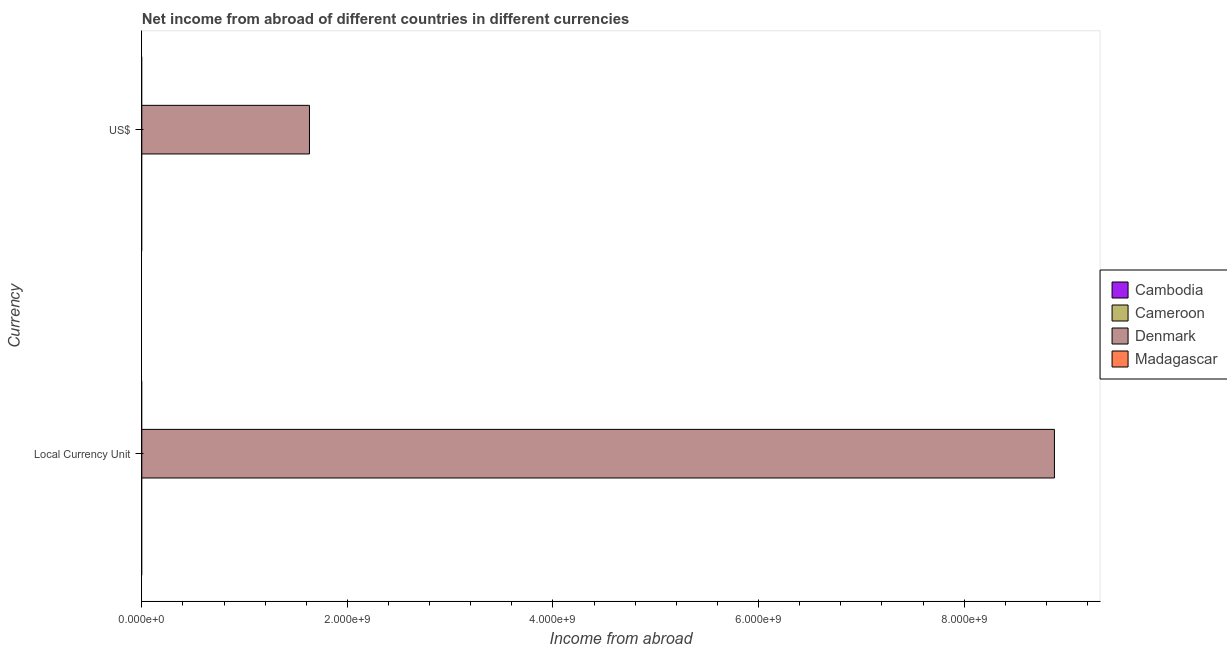 Net income from abroad of different countries in different currencies
US$
Local Currency Unit
Currency
0.000e+0
2.000e+9
4.000e+9
6.000e+9
8.000e+9
Income from abroad
Cambodia
Cameroon
Denmark
Madagascar